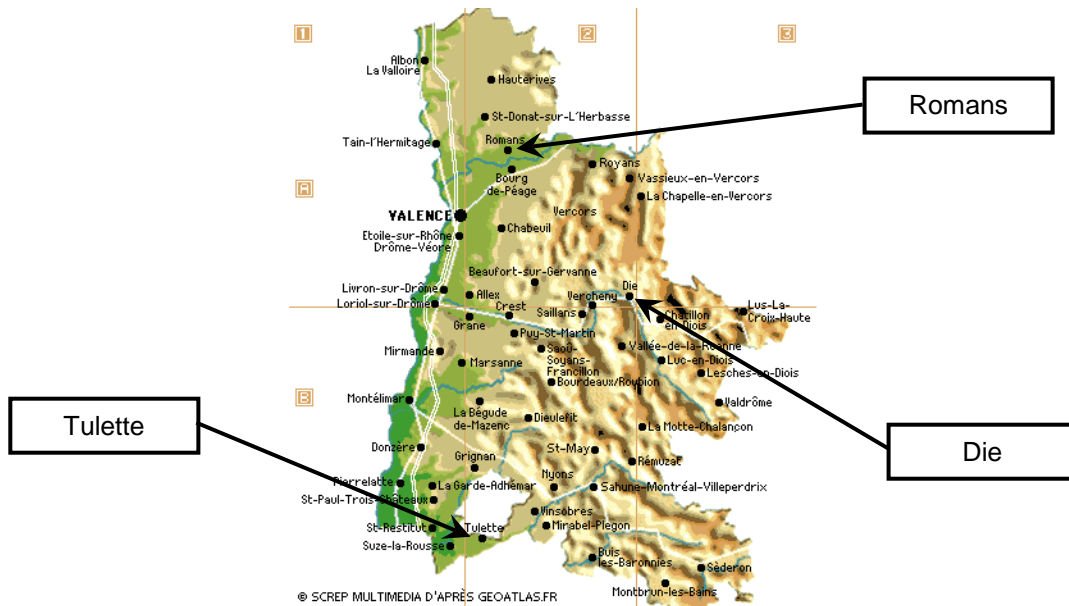 1
2
3
Albon
La Valloire
Hauterives
St-Donat-sur-L'Herbasse
Romans
Romans
Tain-l'Hermitage
Bourg
de-Péage
Royans
Vassieux-en-Vercors
La Chapelle-en-Vercors
A
Vercors
VALENCE
Chabeuil
Etoile-sur-Rhône
Drôme-Véore
Beaufort-sur-Gervanne
Die
Livron-sur-Drôme
Allex
Vercheny
Loriol-sur-Drôme
Crest
Saillans
Châtillon
en-Diois
Lus-La-
Croix-Haute
Grane
Puy-St-Martin
Mirmande
Saoû-
Soyans-
Francillon
Vallée-de-la-Roanne
Marsanne
Luc-en-Diois
Lesches-en-Diois
Bourdeaux/Roubion
B
Montélimar
La Bégude
de-Mazenc
Dieulefit
Valdrôme
Tulette
La Motte-Chalançon
Die
Donzère
Grignan
St-May
Rémuzat
Pierrelatte
La Garde-Adhémar
Nyons
Sahune-Montréal-Villeperdrix
St-Paul-Trois-Châteaux
Vinsobres
St-Restitut
Tulette
Mirabel-Plegon
Suze-la-Rousse
Buis
les-Baronnies
Sèderon
Montbrun-les-Bains
© SCREP MULTIMEDIA D'APRÈS GEOATLAS.FR